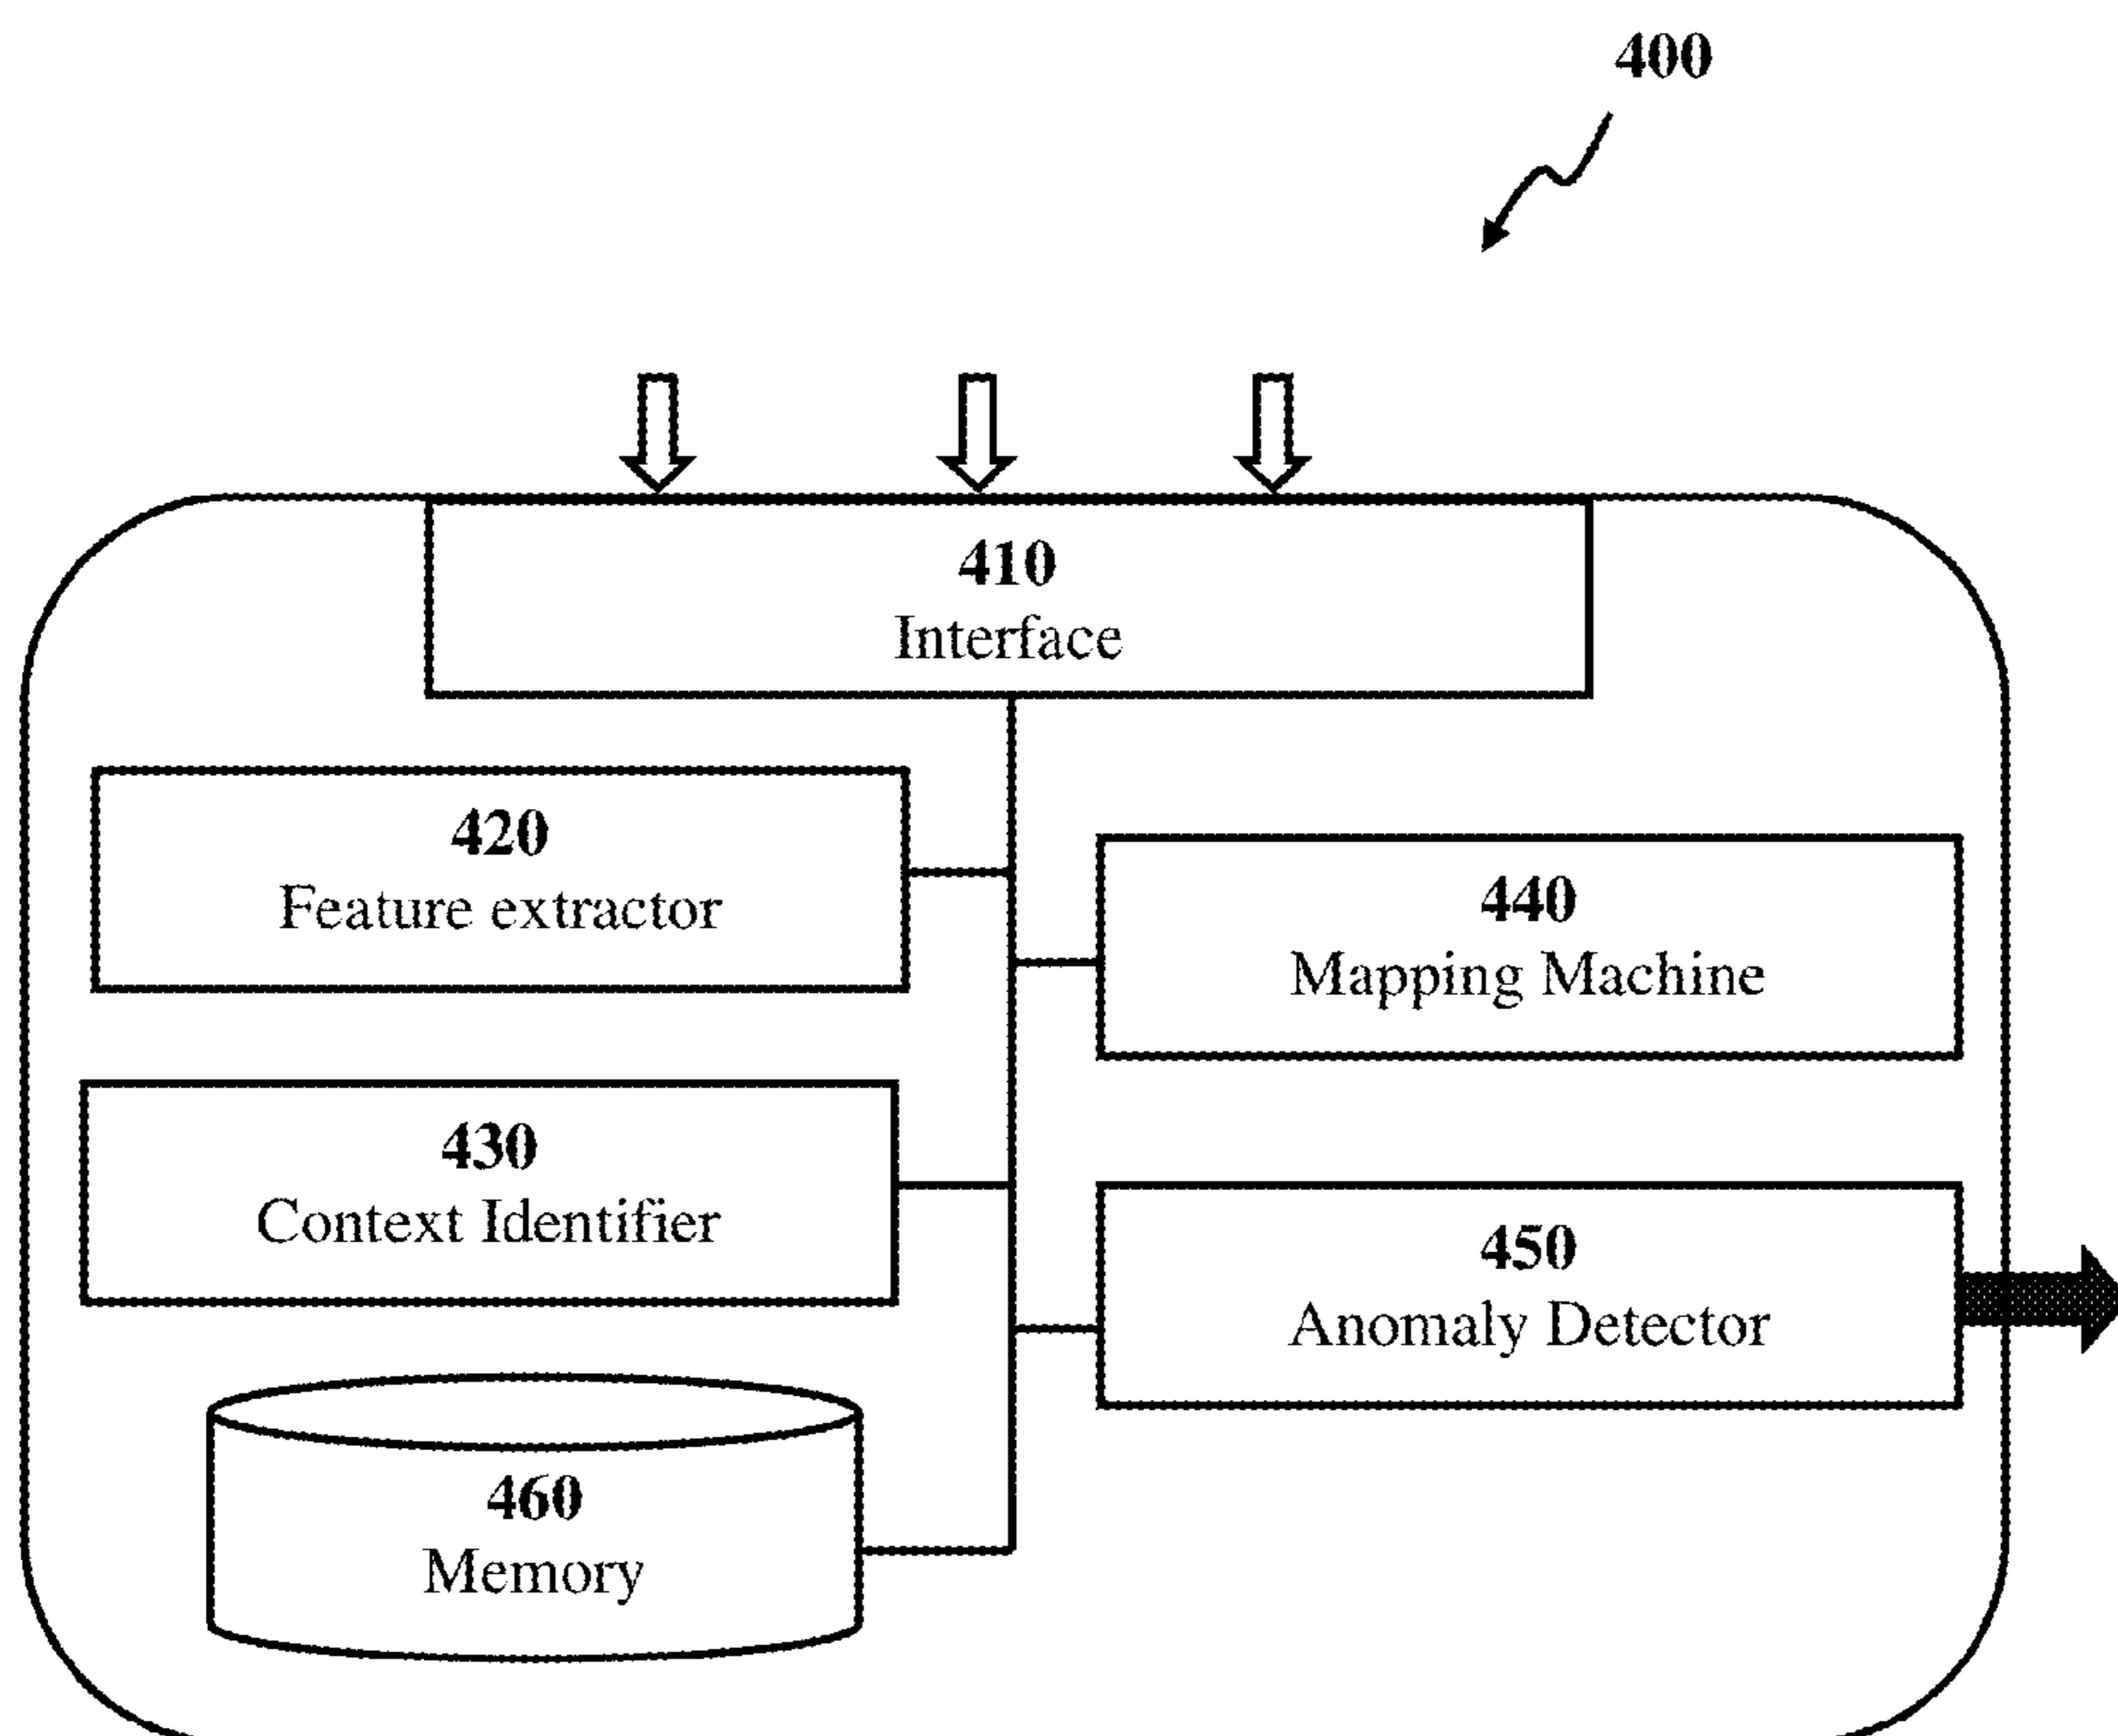 400
410
Interface
420
Feature extractor
440
Mapping Machine
430
Context Identifier
450
Anomaly Detector
460
Memory